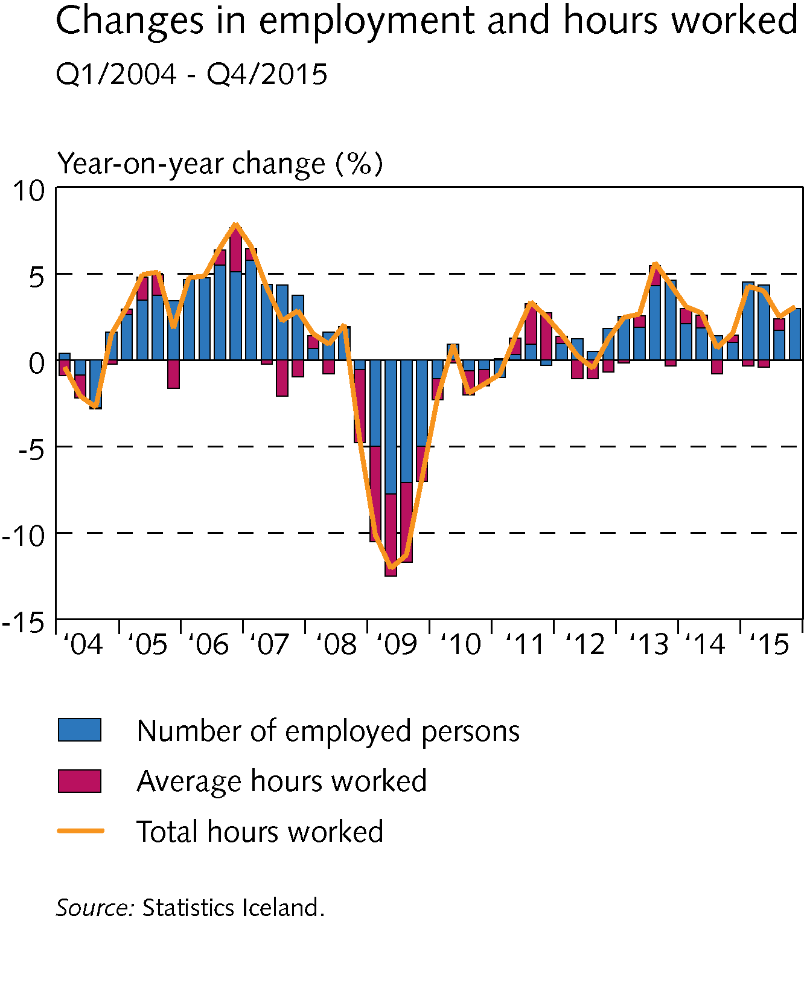 Changes in employment and hours worked
Q1/2004 - Q4/2015
Year-on-year change (%)
10
5
0
-5
-10
-15
‘04 ‘05 ‘06 ‘07 ‘08 ‘09 ‘10 ‘11 ‘12 ‘13 ‘14 ‘15
Number of employed persons
Average hours worked
Total hours worked
Source: Statistics Iceland.